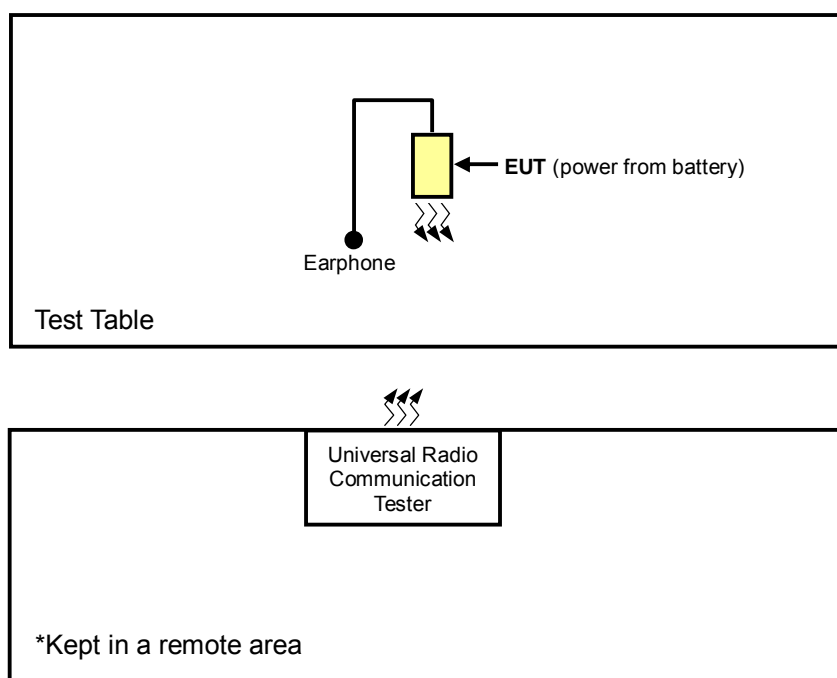 EUT (power from battery)
Earphone
Test Table
Universal Radio
Communication
Tester
*Kept in a remote area